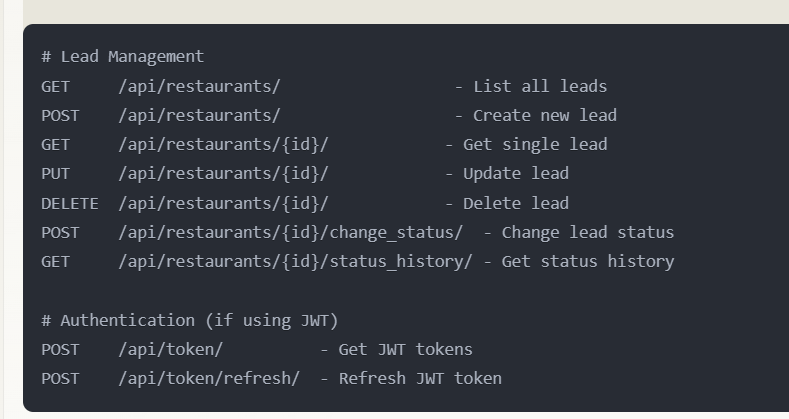 # Lead Management
GET     /api/restaurants/                  - List all leads
POST    /api/restaurants/                  - Create new lead
GET     /api/restaurants/{id}/            - Get single lead
PUT     /api/restaurants/{id}/            - Update lead
DELETE  /api/restaurants/{id}/            - Delete lead
POST    /api/restaurants/{id}/change_status/  - Change lead status
GET     /api/restaurants/{id}/status_history/ - Get status history
# Authentication (if using JWT)
POST    /api/token/          - Get JWT tokens
POST    /api/token/refresh/  - Refresh JWT token